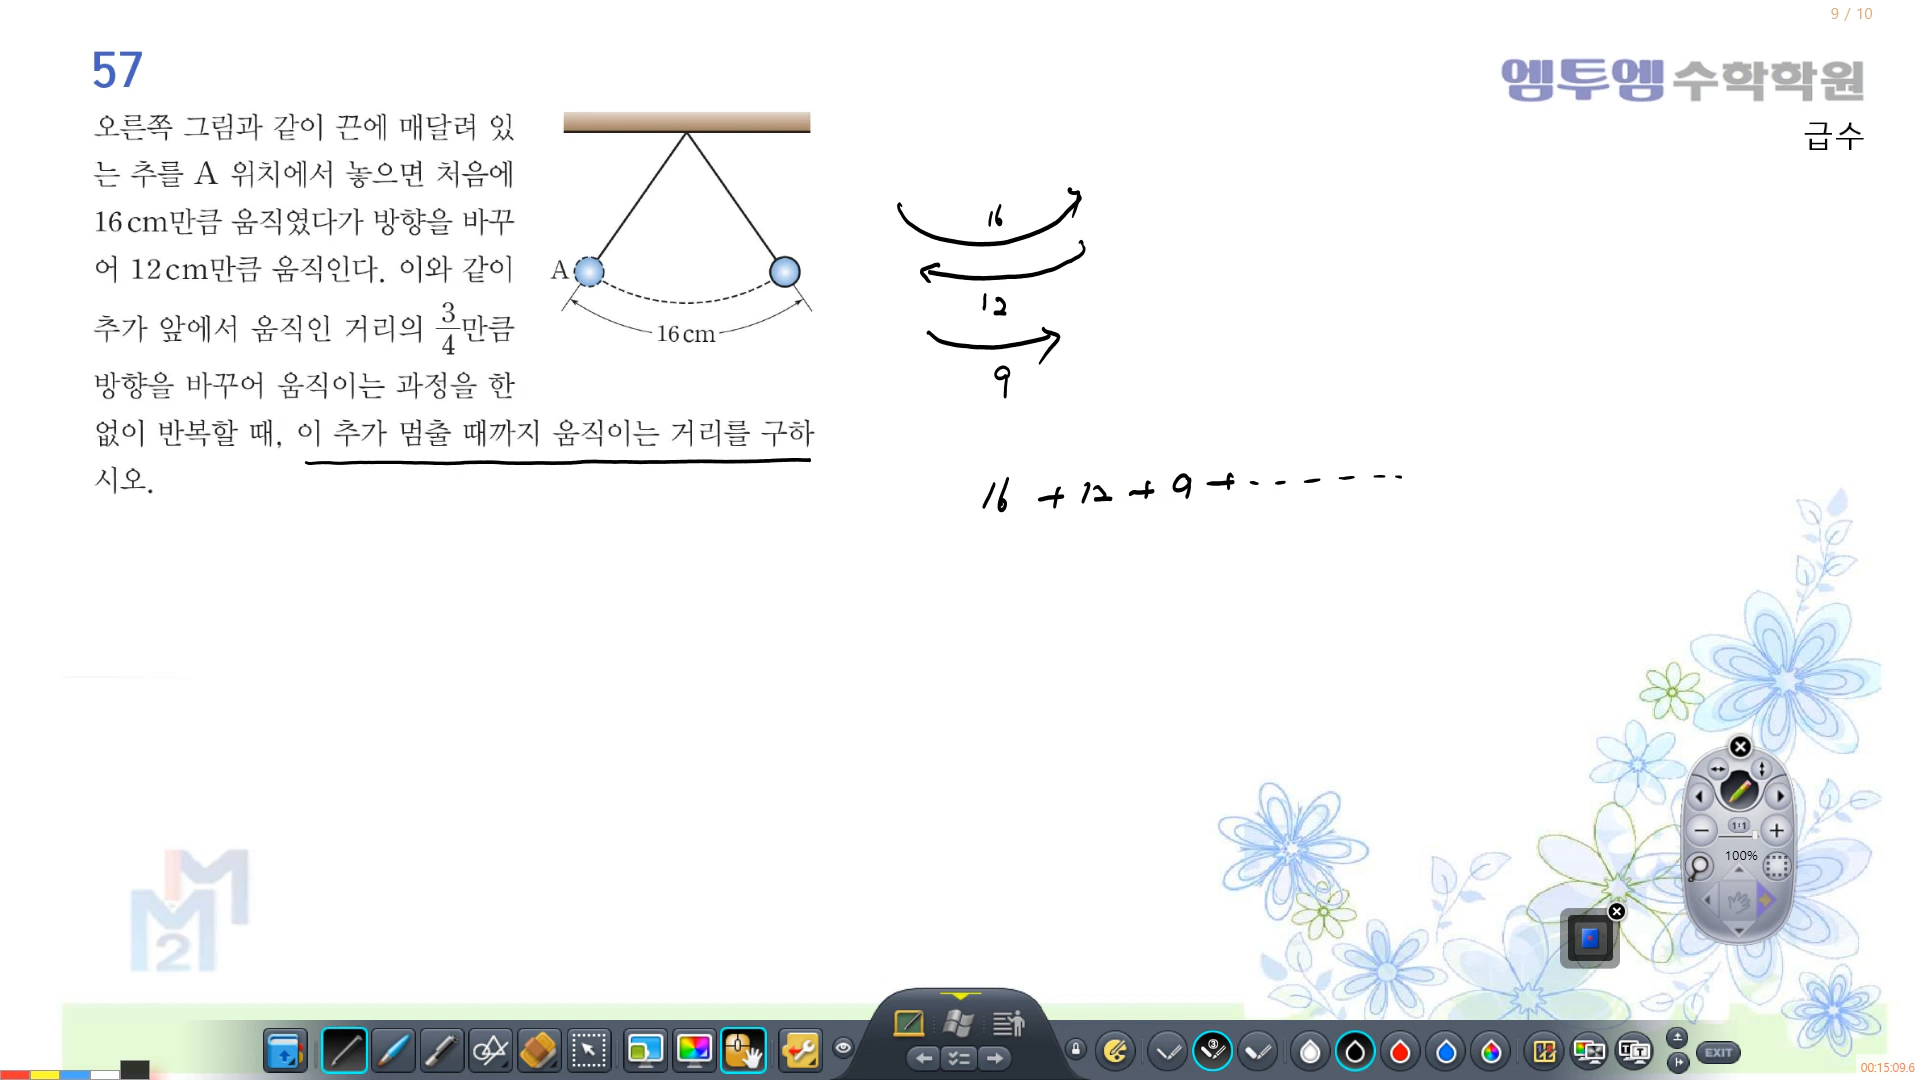 9 / 10
57
엠투엠 수학학원
급수
오른쪽 그림과 같이 끈에 매달려 있
는 추를 A 위치에서 놓으면 처음에
16 cm만큼 움직였다가 방향을 바꾸
어 12 cm만큼 움직인다. 이와 같이
추가 앞에서 움직인 거리의 3/4만큼
방향을 바꾸어 움직이는 과정을 한
없이 반복할 때, 이 추가 멈출 때까지 움직이는 거리를 구하
시오.
A
16 cm
16
12
9
16 + 12 + 9 + . - - - - - -
M
M
2
1:1
100%
EXIT
00:15:09.6